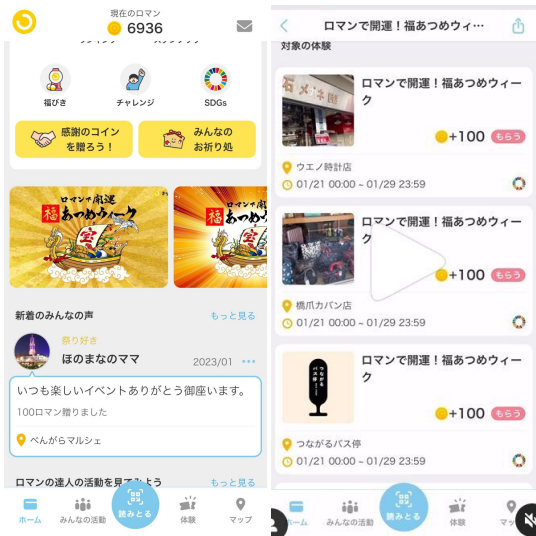 現在のロマン
6936
福びき
チャレンジ
SDGs
感謝のコイン
を贈ろう！
みんなの
お祈り処
ロマンで開運
福あつめウィーク
宝
ロマンで開運
福あつめ
宝
新着のみんなの声
もっと見る
祭り好き
ほのまなのママ
2023/01
いつも楽しいイベントありがとう御座います。
100ロマン贈りました
べんがらマルシェ
ロマンの達人の活動を見てみよう
もっと見る
ホーム
みんなの活動
読みとる
体験
マップ
ロマンで開運！福あつめウィ…
対象の体験
ロマンで開運！福あつめウィー
ク
+100
もらう
ウエノ時計店
01/21 00:00 ~ 01/29 23:59
ロマンで開運！福あつめウィー
ク
+100
もらう
橋爪カバン店
01/21 00:00 ~ 01/29 23:59
つながる
バス停
ロマンで開運！福あつめウィー
ク
+100
もらう
つながるバス停
01/21 00:00 ~ 01/29 23:59
ホーム
みんなの活動
読みとる
体験
マッ